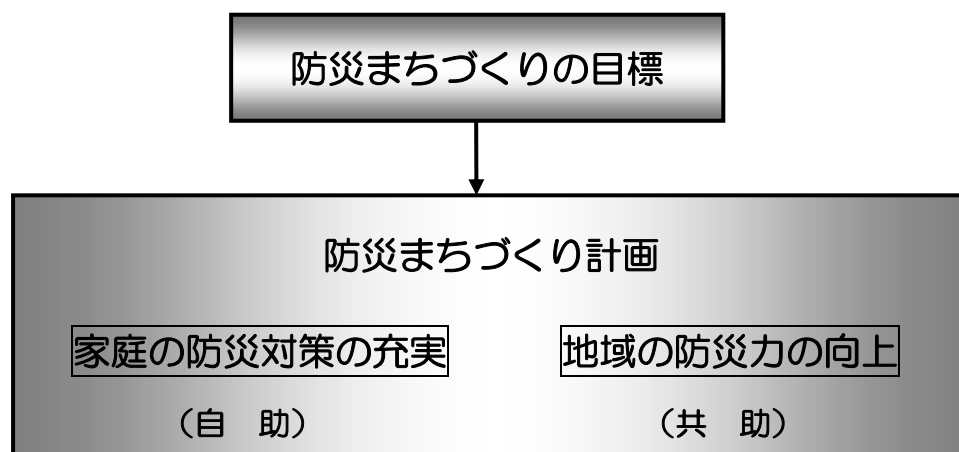 防災まちづくりの目標
防災まちづくり計画
家庭の防災対策の充実
地域の防災力の向上
（自　助）
（共　助）